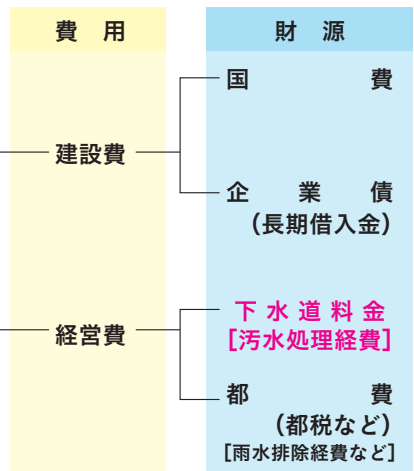 費用
財源
建設費
国費
企業債
（長期借入金）
経営費
下水道料金
［汚水処理経費］
都費
（都税など）
［雨水排除経費など］